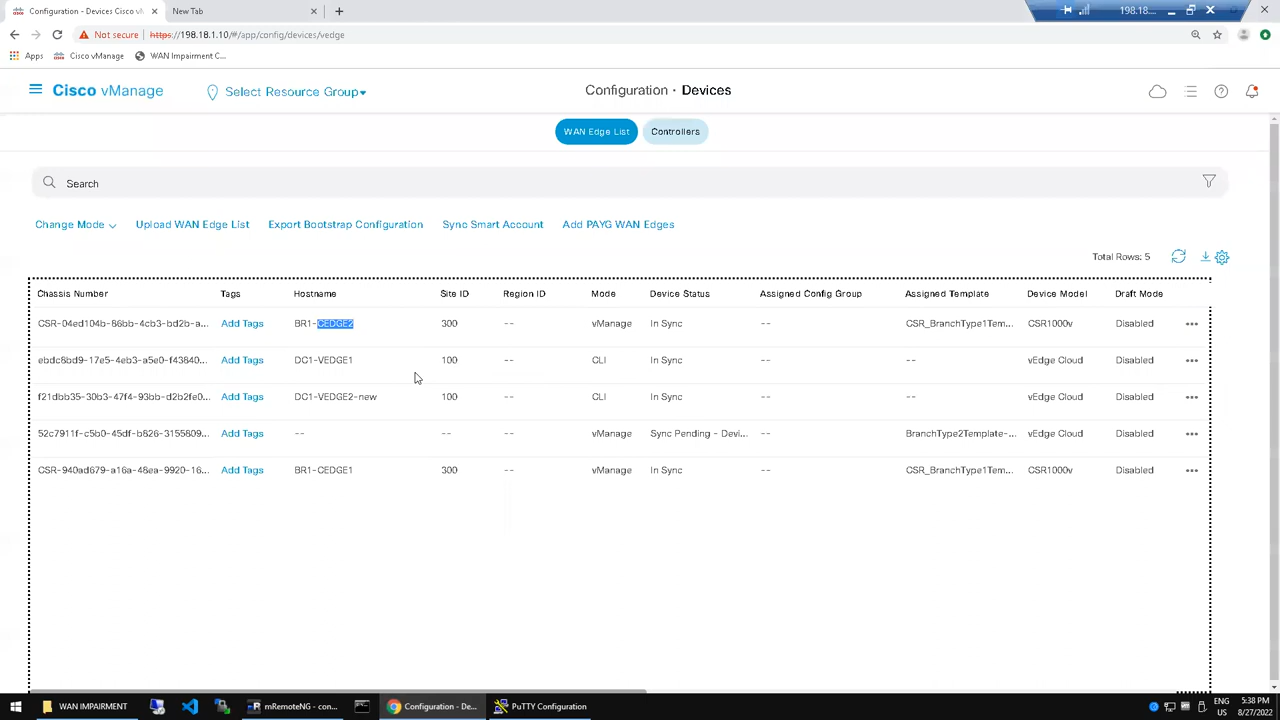 Configuration - Devices Cisco vM
New Tab
198.18....
Not secure
https://198.18.1.10/#/app/config/devices/vedge
Apps
Cisco vManage
WAN Impairment C...
Cisco vManage
Select Resource Group
Configuration · Devices
WAN Edge List
Controllers
Search
Change Mode
Upload WAN Edge List
Export Bootstrap Configuration
Sync Smart Account
Add PAYG WAN Edges
Total Rows: 5
Chassis Number Tags Hostname Site ID Region ID Mode Device Status Assigned Config Group Assigned Template Device Model Draft Mode
CSR-04ed104b-86bb-4cb3-bd2b-a... Add Tags BR1-CEDGE2 300 -- vManage In Sync -- CSR_BranchType1Tem... CSR1000v Disabled •••
ebdc8bd9-17e5-4eb3-a5e0-f43840... Add Tags DC1-VEDGE1 100 -- CLI In Sync -- -- vEdge Cloud Disabled •••
f21dbb35-30b3-47f4-93bb-d2b2fe0... Add Tags DC1-VEDGE2-new 100 -- CLI In Sync -- -- vEdge Cloud Disabled •••
52c7911f-c5b0-45df-b826-3155809... Add Tags -- -- -- vManage Sync Pending - Devi... -- BranchType2Template-... vEdge Cloud Disabled •••
CSR-940ad679-a16a-48ea-9920-16... Add Tags BR1-CEDGE1 300 -- vManage In Sync -- CSR_BranchType1Tem... CSR1000v Disabled •••
WAN IMPAIRMENT
mRemoteNG - con...
Configuration - De...
PuTTY Configuration
ENG
US
5:38 PM
8/27/2022